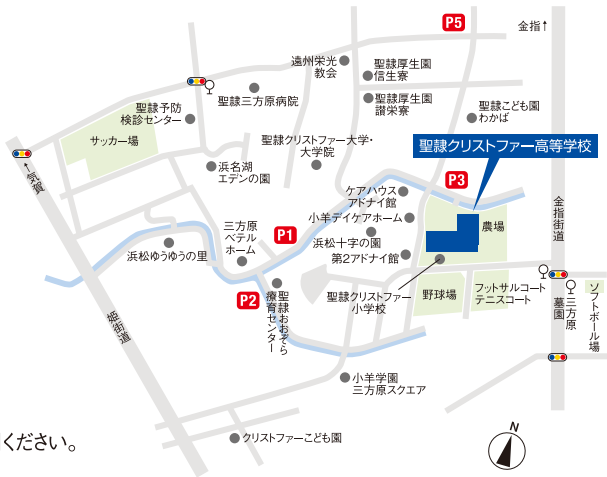 P5
金指↑
遠州栄光
教会
聖隷厚生園
信生寮
聖隷三方原病院
聖隷厚生園
讃栄寮
聖隷予防
検診センター
聖隷こども園
わかば
サッカー場
聖隷クリストファー大学・
大学院
聖隷クリストファー高等学校
←気賀
浜名湖
エデンの園
ケアハウス
アドナイ館
P3
小羊デイケアホーム
金指街道
三方原
ベテル
ホーム
P1
浜松十字の園
農場
浜松ゆうゆうの里
第2アドナイ館
P2
聖隷おおぞら
療育センター
聖隷クリストファー
小学校
野球場
フットサルコート
テニスコート
三方原
墓園
ソフトボール場
姫街道
小羊学園
三方原スクエア
クリストファーこども園
ください。
N